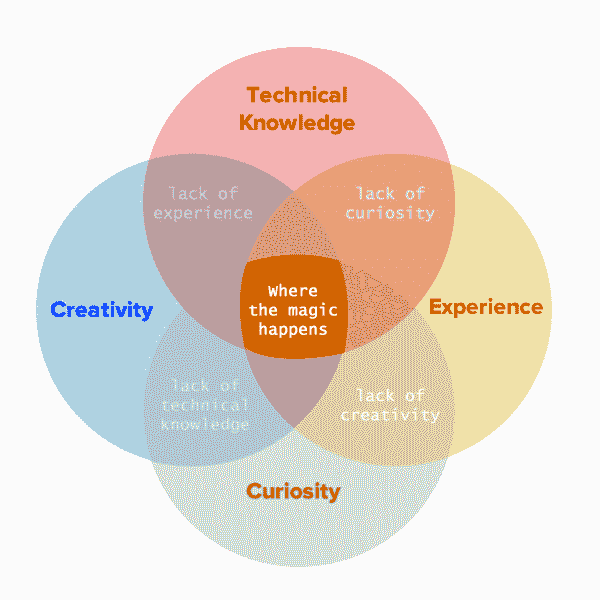 Technical
Knowledge
lack of
experience
lack of
curiosity
Where
the magic
happens
Creativity
Experience
lack of
technical
knowledge
lack of
creativity
Curiosity